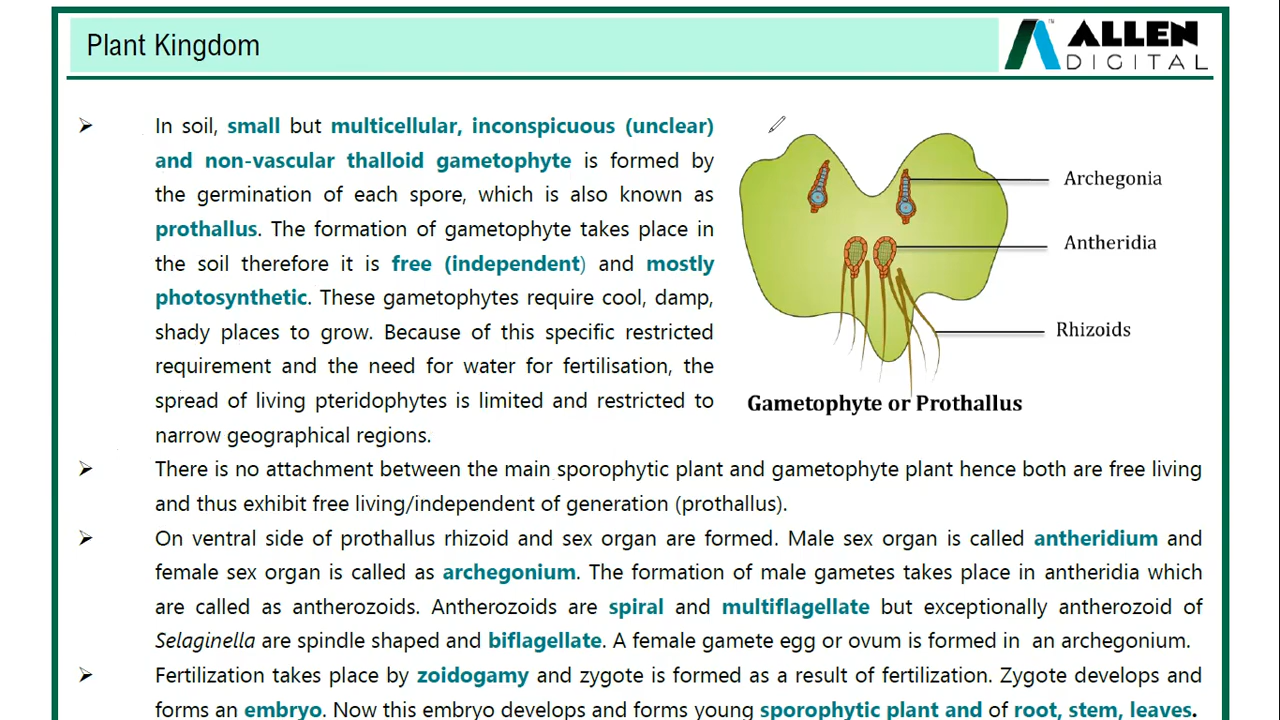 Plant Kingdom
ALLEN
DIGITAL
➢ In soil, small but multicellular, inconspicuous (unclear)
and non-vascular thalloid gametophyte is formed by
the germination of each spore, which is also known as
prothallus. The formation of gametophyte takes place in
the soil therefore it is free (independent) and mostly
photosynthetic. These gametophytes require cool, damp,
shady places to grow. Because of this specific restricted
requirement and the need for water for fertilisation, the
spread of living pteridophytes is limited and restricted to
narrow geographical regions.
Archegonia
Antheridia
Rhizoids
Gametophyte or Prothallus
➢ There is no attachment between the main sporophytic plant and gametophyte plant hence both are free living
and thus exhibit free living/independent of generation (prothallus).
➢ On ventral side of prothallus rhizoid and sex organ are formed. Male sex organ is called antheridium and
female sex organ is called as archegonium. The formation of male gametes takes place in antheridia which
are called as antherozoids. Antherozoids are spiral and multiflagellate but exceptionally antherozoid of
Selaginella are spindle shaped and biflagellate. A female gamete egg or ovum is formed in an archegonium.
➢ Fertilization takes place by zoidogamy and zygote is formed as a result of fertilization. Zygote develops and
forms an embryo. Now this embryo develops and forms young sporophytic plant and of root, stem, leaves.